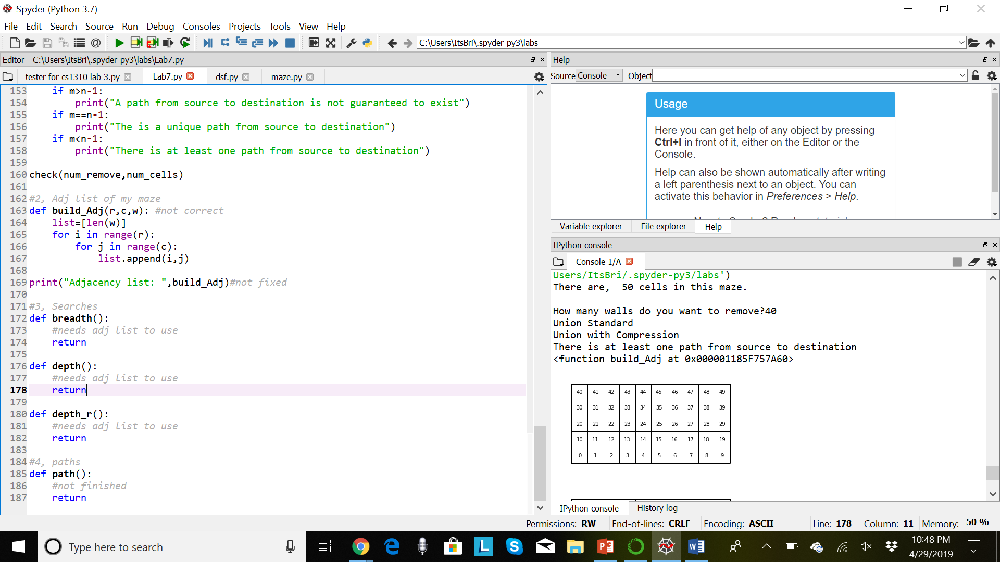 Spyder (Python 3.7)
File Edit Search Source Run Debug Consoles Projects Tools View Help
C:\Users\ItsBri\.spyder-py3\labs
Editor - C:\Users\ItsBri\.spyder-py3\labs\Lab7.py
tester for cs1310 lab 3.py Lab7.py dsf.py maze.py
153 if m>n-1:
154 print("A path from source to destination is not guaranteed to exist")
155 if m==n-1:
156 print("The is a unique path from source to destination")
157 if m<n-1:
158 print("There is at least one path from source to destination")
159
160 check(num_remove,num_cells)
161
162 #2, Adj list of my maze
163 def build_Adj(r,c,w): #not correct
164 list=[len(w)]
165 for i in range(r):
166 for j in range(c):
167 list.append(i,j)
168
169 print("Adjacency list: ",build_Adj)#not fixed
170
171 #3, Searches
172 def breadth():
173 #needs adj list to use
174 return
175
176 def depth():
177 #needs adj list to use
178 return
179
180 def depth_r():
181 #needs adj list to use
182 return
183
184 #4, paths
185 def path():
186 #not finished
187 return
Help
Source Console Object
Usage
Here you can get help of any object by pressing
Ctrl+I in front of it, either on the Editor or the
Console.
Help can also be shown automatically after writing
a left parenthesis next to an object. You can
activate this behavior in Preferences > Help.
Variable explorer File explorer Help
IPython console
Console 1/A
Users/ItsBri/.spyder-py3/labs')
There are,  50 cells in this maze.
How many walls do you want to remove?40
Union Standard
Union with Compression
There is at least one path from source to destination
<function build_Adj at 0x000001185F757A60>
40 41 42 43 44 45 46 47 48 49
30 31 32 33 34 35 36 37 38 39
20 21 22 23 24 25 26 27 28 29
10 11 12 13 14 15 16 17 18 19
0 1 2 3 4 5 6 7 8 9
IPython console History log
Permissions: RW End-of-lines: CRLF Encoding: ASCII Line: 178 Column: 11 Memory: 50 %
Type here to search
10:48 PM
4/29/2019